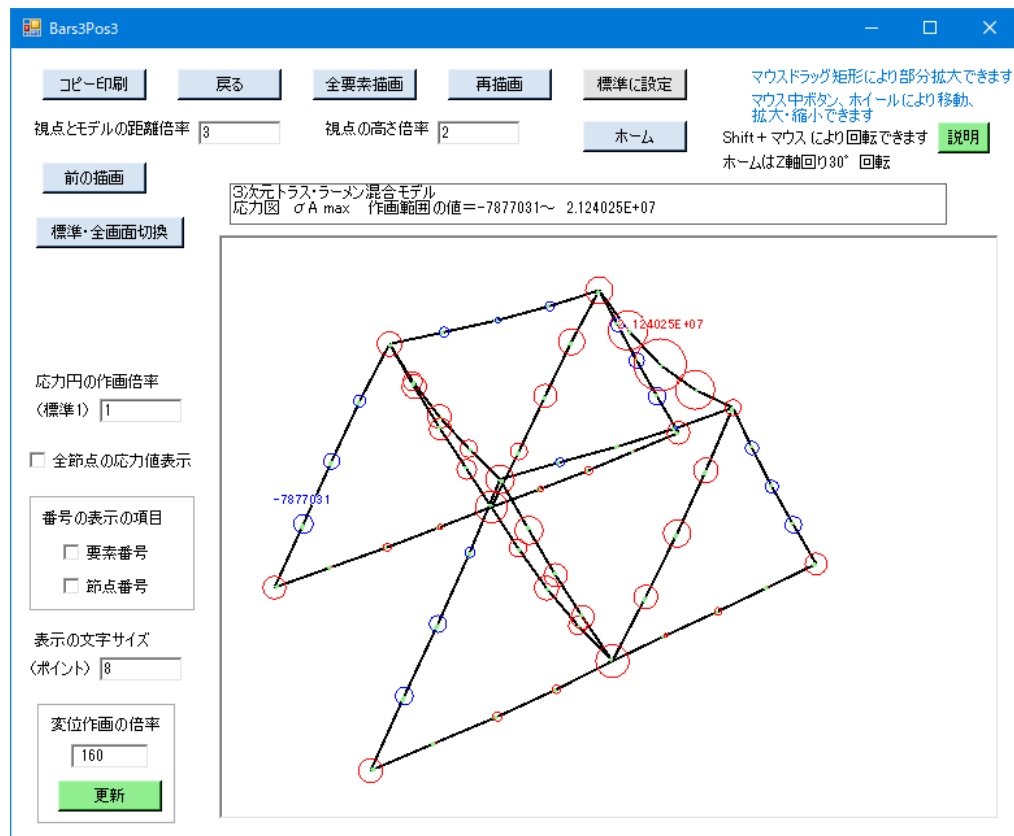 Bars3Pos3
コピー印刷
戻る
全要素描画
再描画
標準に設定
マウスドラッグ矩形により部分拡大できます
マウス中ボタン、ホイールにより移動、
拡大・縮小できます
視点とモデルの距離倍率 3
視点の高さ倍率 2
ホーム
Shift+マウスにより回転できます
説明
ホームはZ軸回り30° 回転
前の描画
標準・全画面切換
3次元トラス・ラーメン混合モデル
応力図 σA max 作画範囲の値=-7877031~ 2.124025E+07
2.124025E+07
応力円の作画倍率
(標準1) 1
全節点の応力値表示
-7877031
番号の表示の項目
要素番号
節点番号
表示の文字サイズ
(ポイント) 8
変位作画の倍率
160
更新